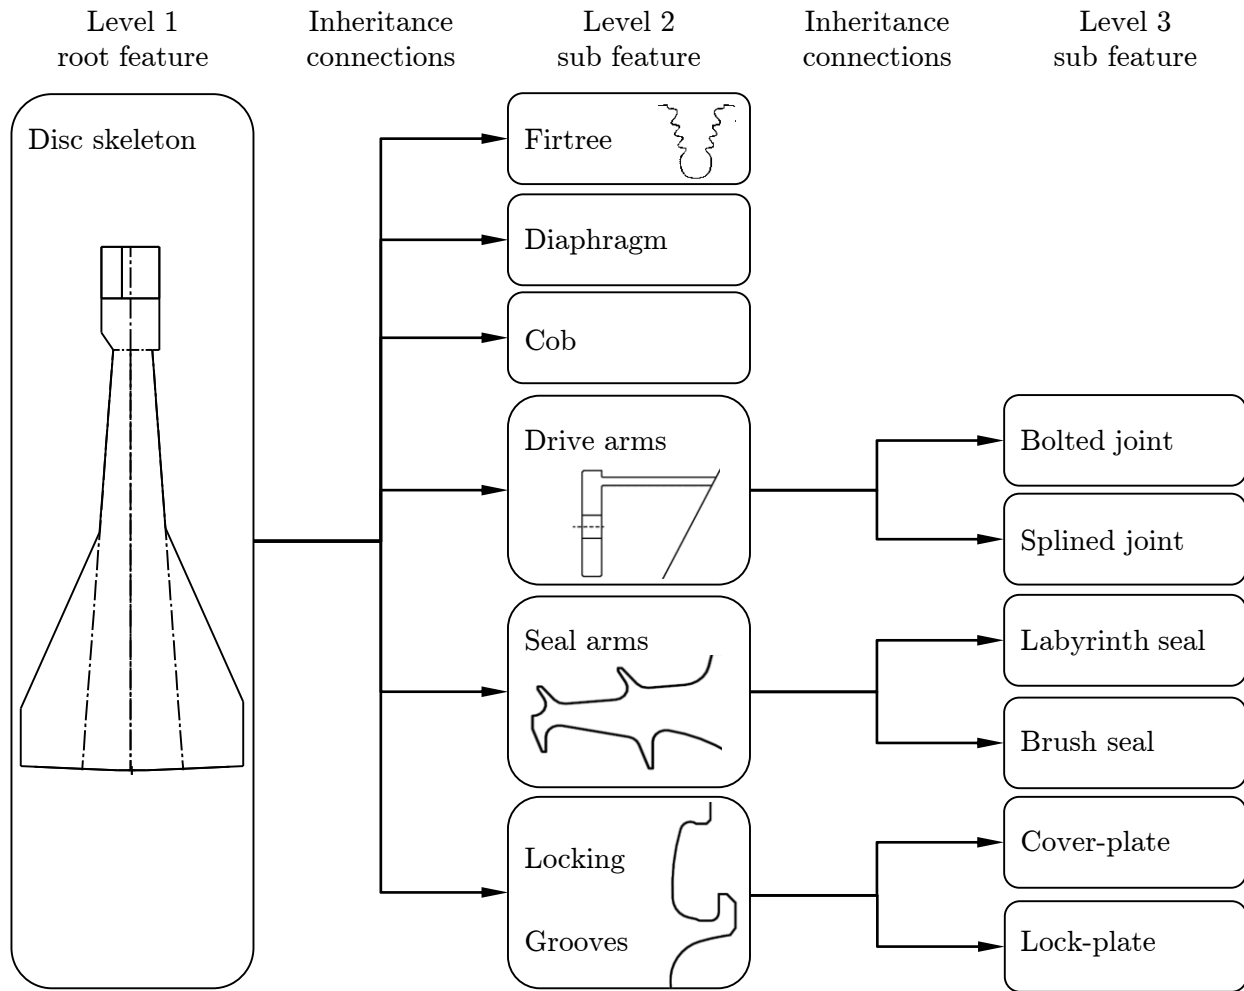 Level 1
root feature
Inheritance
connections
Level 2
sub feature
Inheritance
connections
Level 3
sub feature
Disc skeleton
Firtree
Diaphragm
Cob
Drive arms
Seal arms
Locking
Grooves
Bolted joint
Splined joint
Labyrinth seal
Brush seal
Cover-plate
Lock-plate